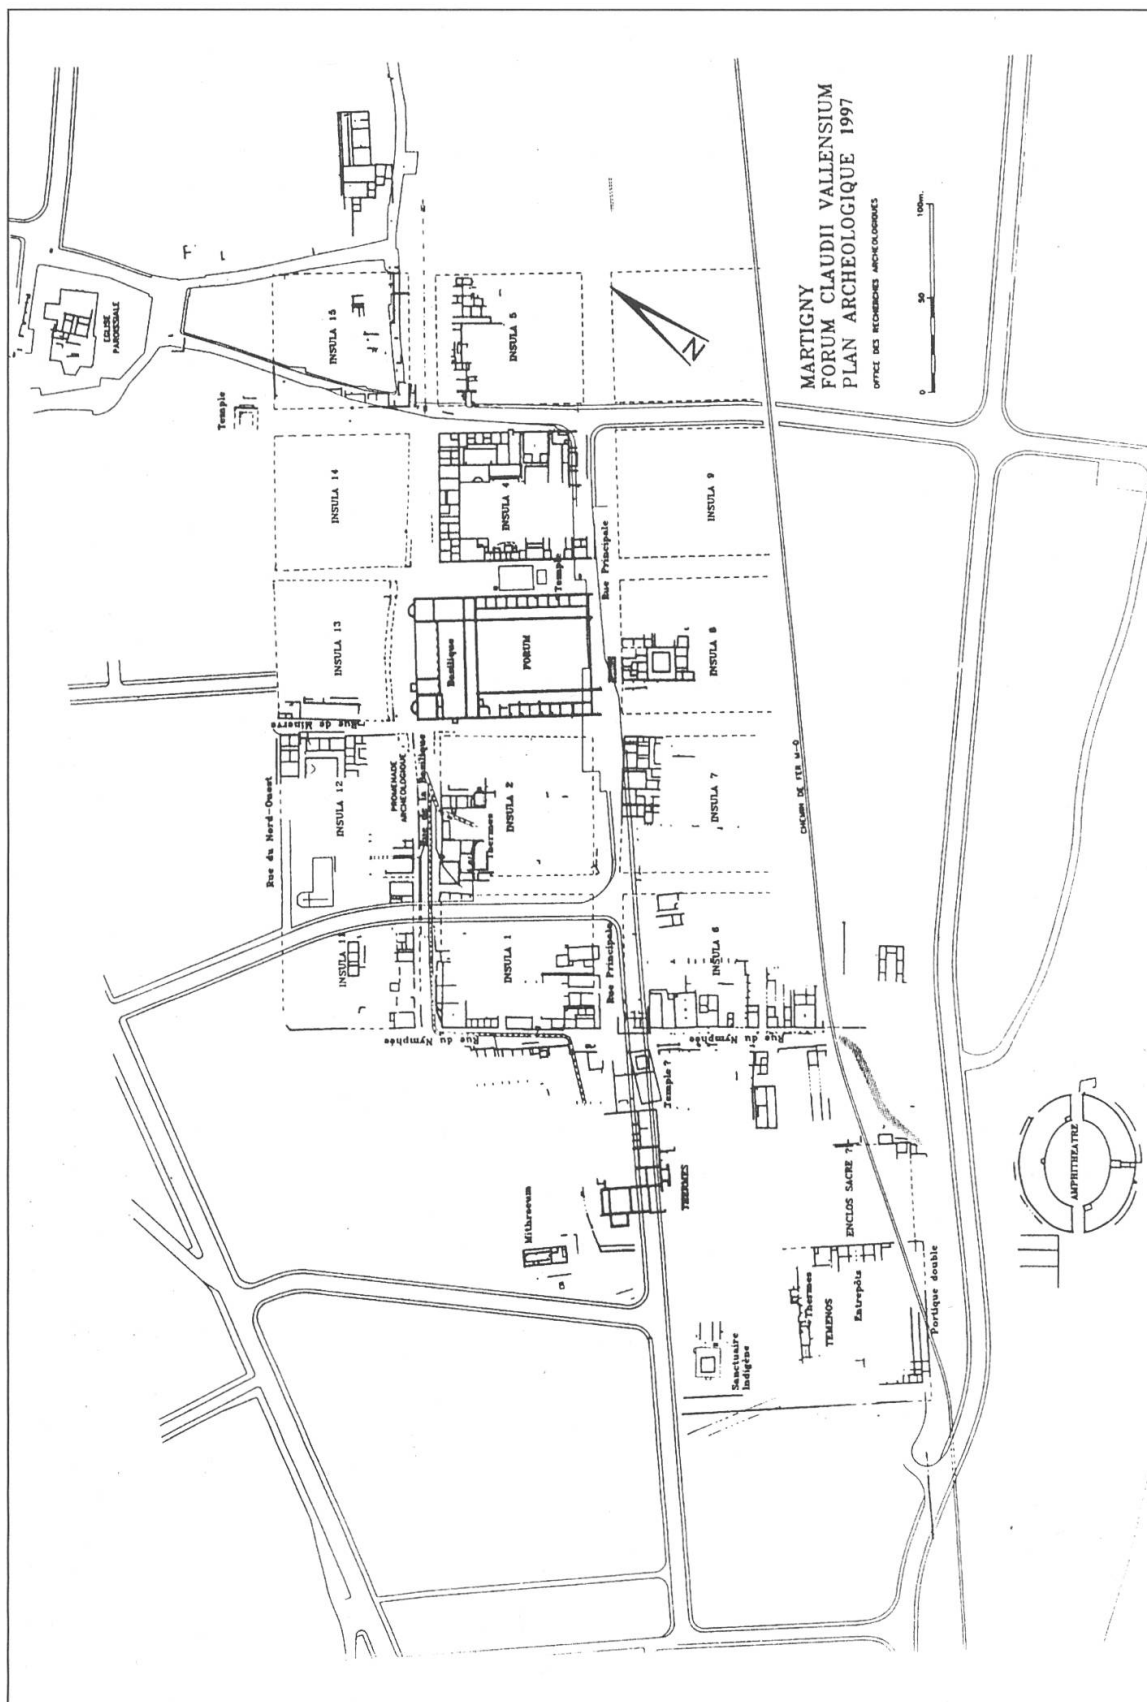 MARTIGNY
FORUM CLAUDII VALLENSIUM
PLAN ARCHEOLOGIQUE 1997
OFFICE DES RECHERCHES ARCHEOLOGIQUES
0 50 100m.
N
EGLISE
PAROISSIALE
Temple
INSULA 15
INSULA 5
INSULA 14
INSULA 4
INSULA 9
Temple
Rue Principale
INSULA 13
Basilique
FORUM
INSULA 8
Rue de Minerve
Rue du Nord-Ouest
INSULA 12
PROMENADE
ARCHEOLOGIQUE
Rue de la Basilique
Thermes
INSULA 2
INSULA 7
CHEMIN DE FER M-O
INSULA 11
INSULA 1
Rue Principale
INSULA 6
Rue du Nymphée
Rue du Nymphée
Temple ?
THERMES
Mithraeum
ENCLOS SACRE ?
AMPHITHEATRE
Thermes
TEMENOS
Entrepôts
Portique double
Sanctuaire
Indigène